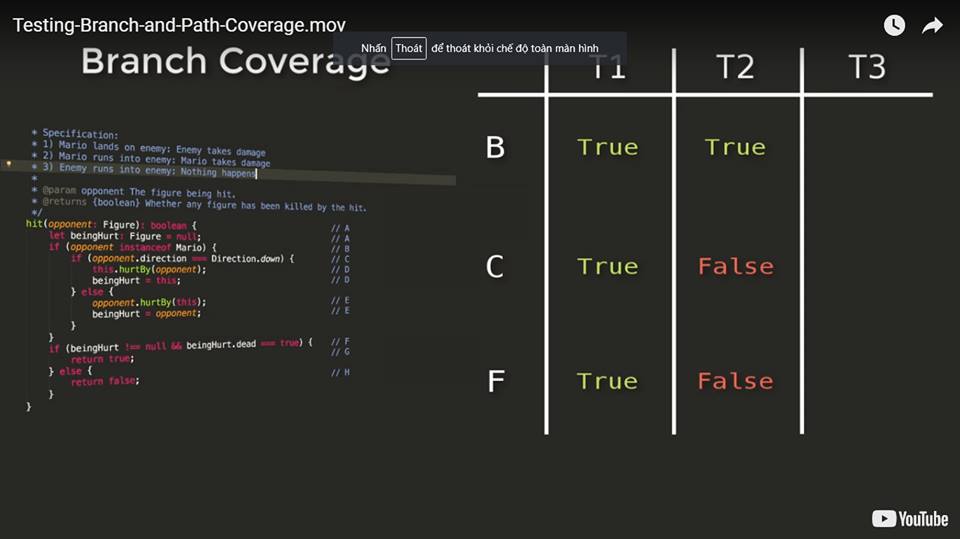 Testing-Branch-and-Path-Coverage.mov
Nhấn Thoát để thoát khỏi chế độ toàn màn hình
Branch Coverage
T1 T2 T3
B True True
C True False
F True False
* Specification:
* 1) Mario lands on enemy: Enemy takes damage
* 2) Mario runs into enemy: Mario takes damage
* 3) Enemy runs into enemy: Nothing happens
*
* @param opponent The figure being hit.
* @returns {boolean} Whether any figure has been killed by the hit.
*/
hit(opponent: Figure): boolean { // A
let beingHurt: Figure = null; // A
if (opponent instanceof Mario) { // B
if (opponent.direction === Direction.down) { // C
this.hurtBy(opponent); // D
beingHurt = this; // D
} else {
opponent.hurtBy(this); // E
beingHurt = opponent; // E
}
}
if (beingHurt !== null && beingHurt.dead === true) { // F
return true; // G
} else {
return false; // H
}
}
YouTube